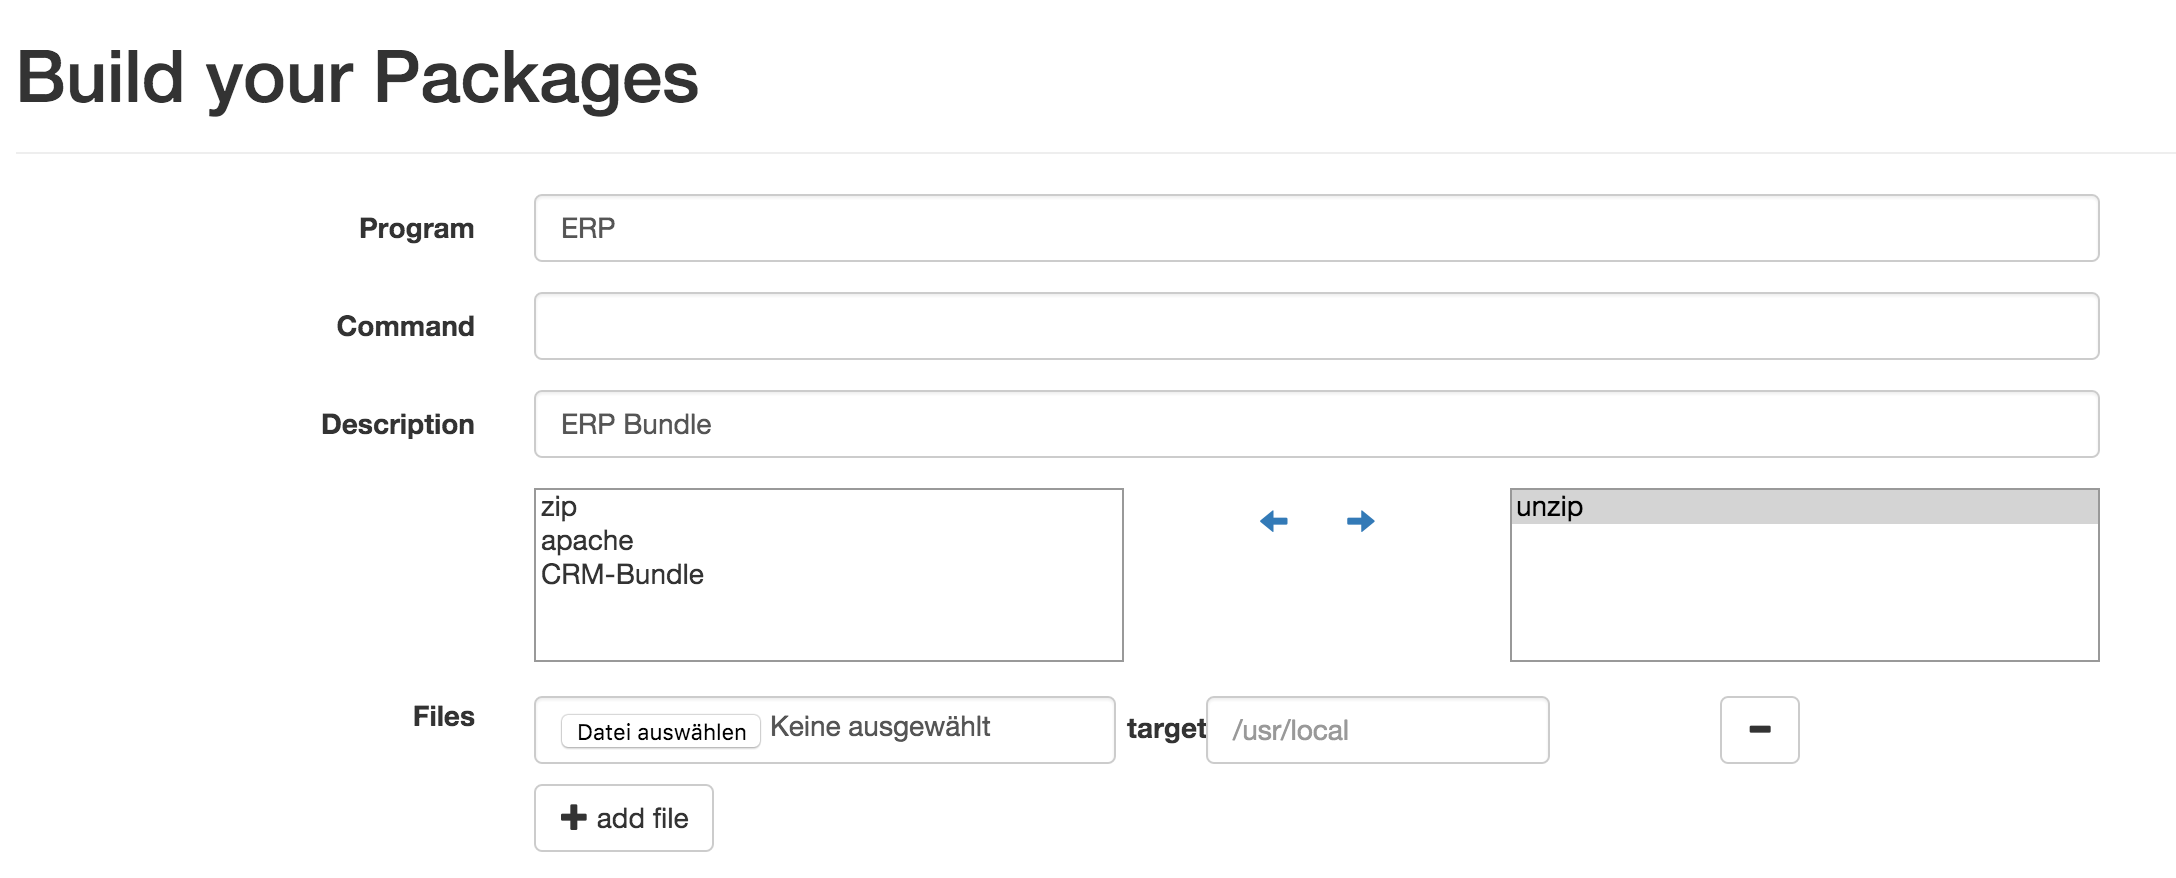 Build your Packages
Program ERP
Command
Description ERP Bundle
zip unzip
apache
CRM-Bundle
Files Datei auswählen Keine ausgewählt target /usr/local
add file